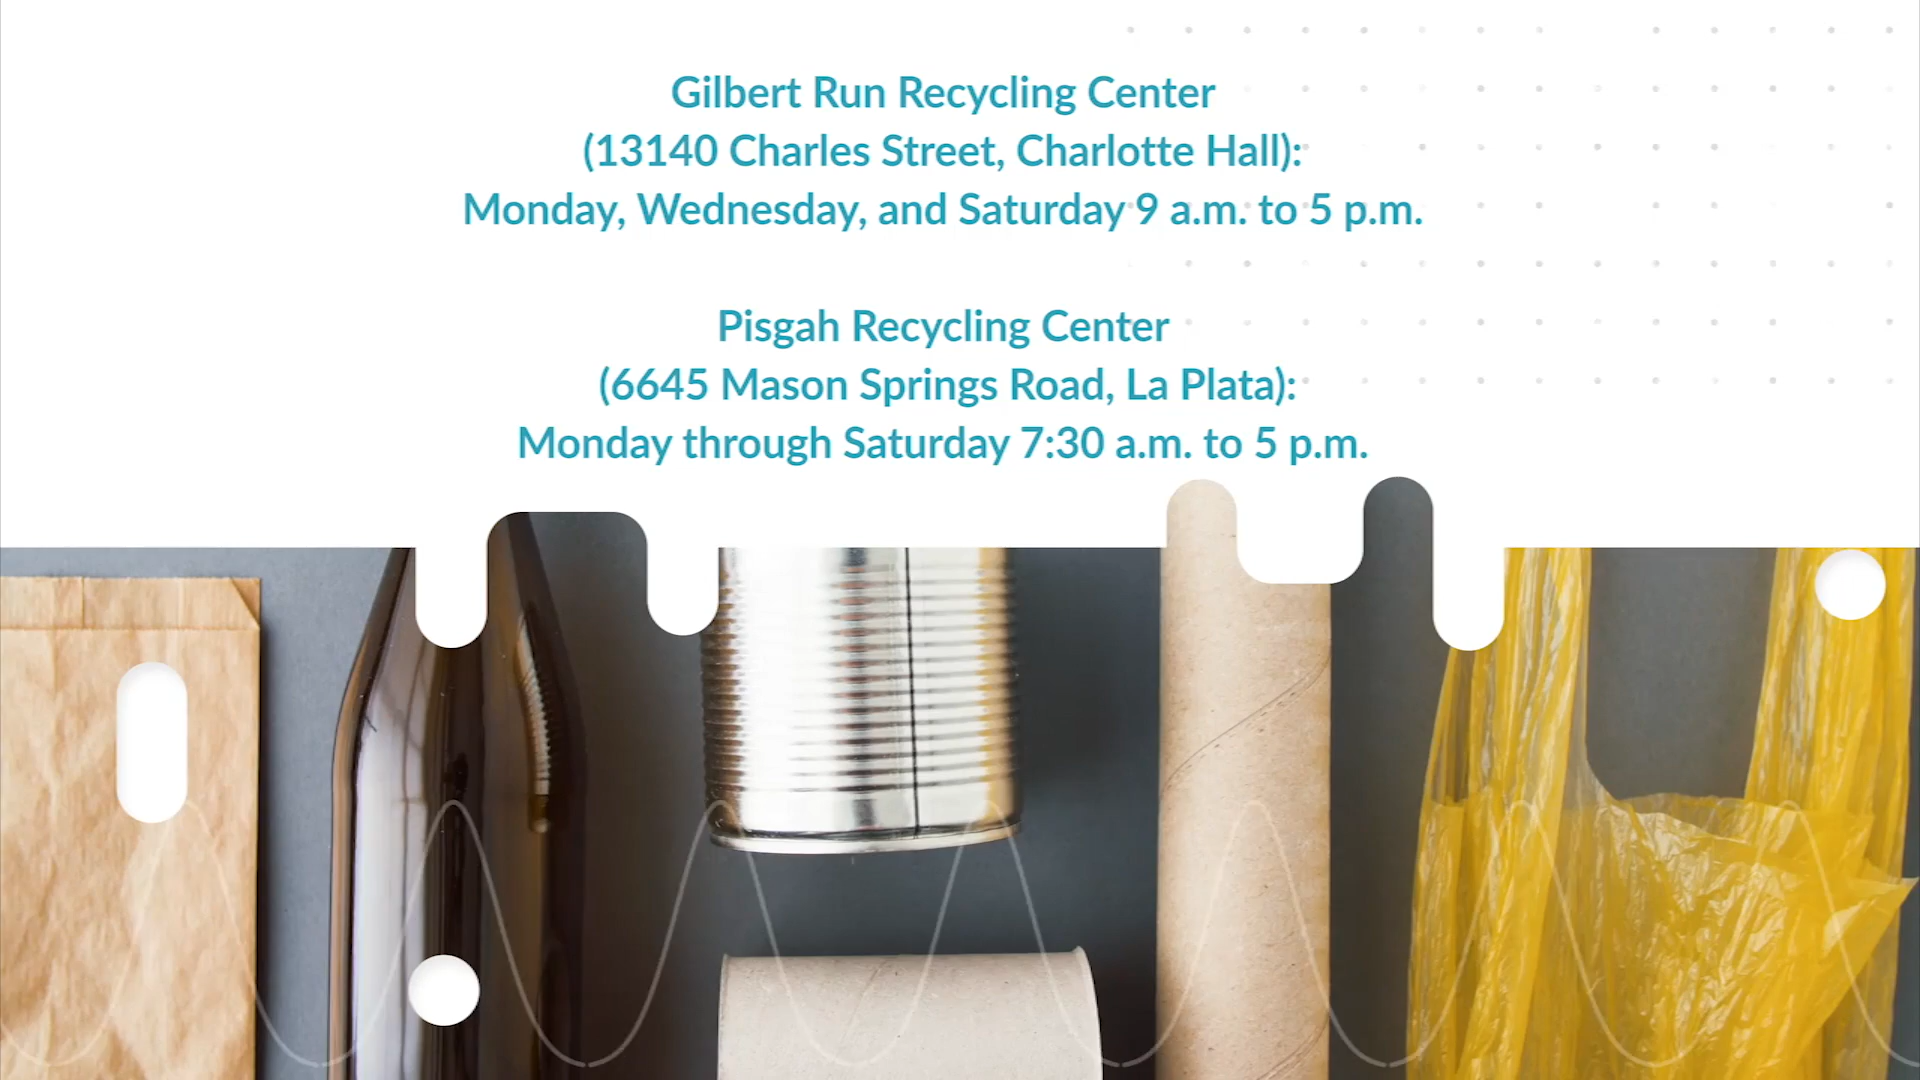 Gilbert Run Recycling Center
(13140 Charles Street, Charlotte Hall):
Monday, Wednesday, and Saturday 9 a.m. to 5 p.m.
Pisgah Recycling Center
(6645 Mason Springs Road, La Plata):
Monday through Saturday 7:30 a.m. to 5 p.m.